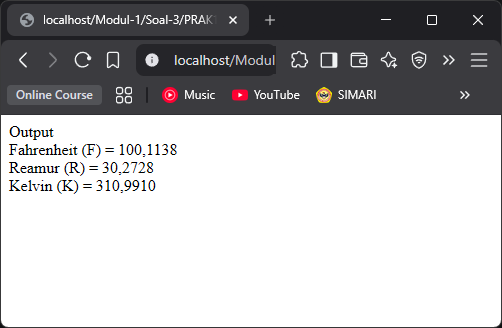 localhost/Modul-1/Soal-3/PRAK
localhost/Modul
Online Course
Music
YouTube
SIMARI
Output
Fahrenheit (F) = 100,1138
Reamur (R) = 30,2728
Kelvin (K) = 310,9910